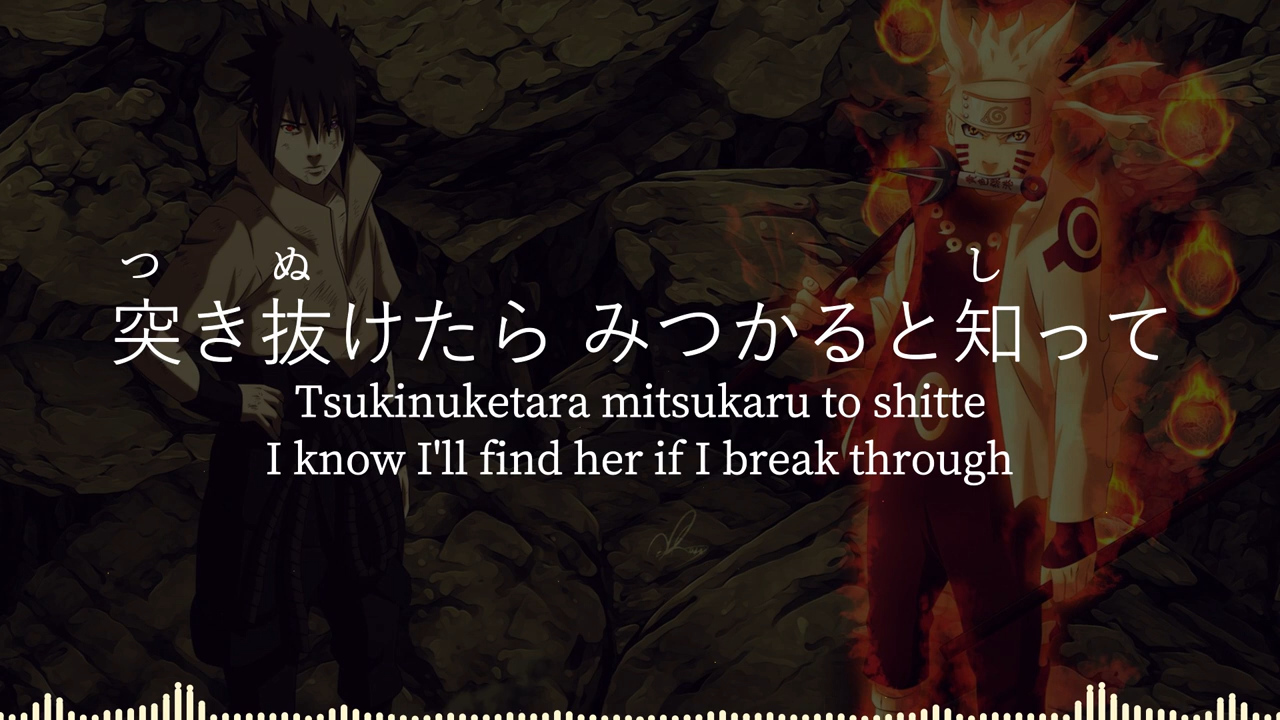 つ ぬ し
突き抜けたら みつかると知って
Tsukinuketara mitsukaru to shitte
I know I'll find her if I break through